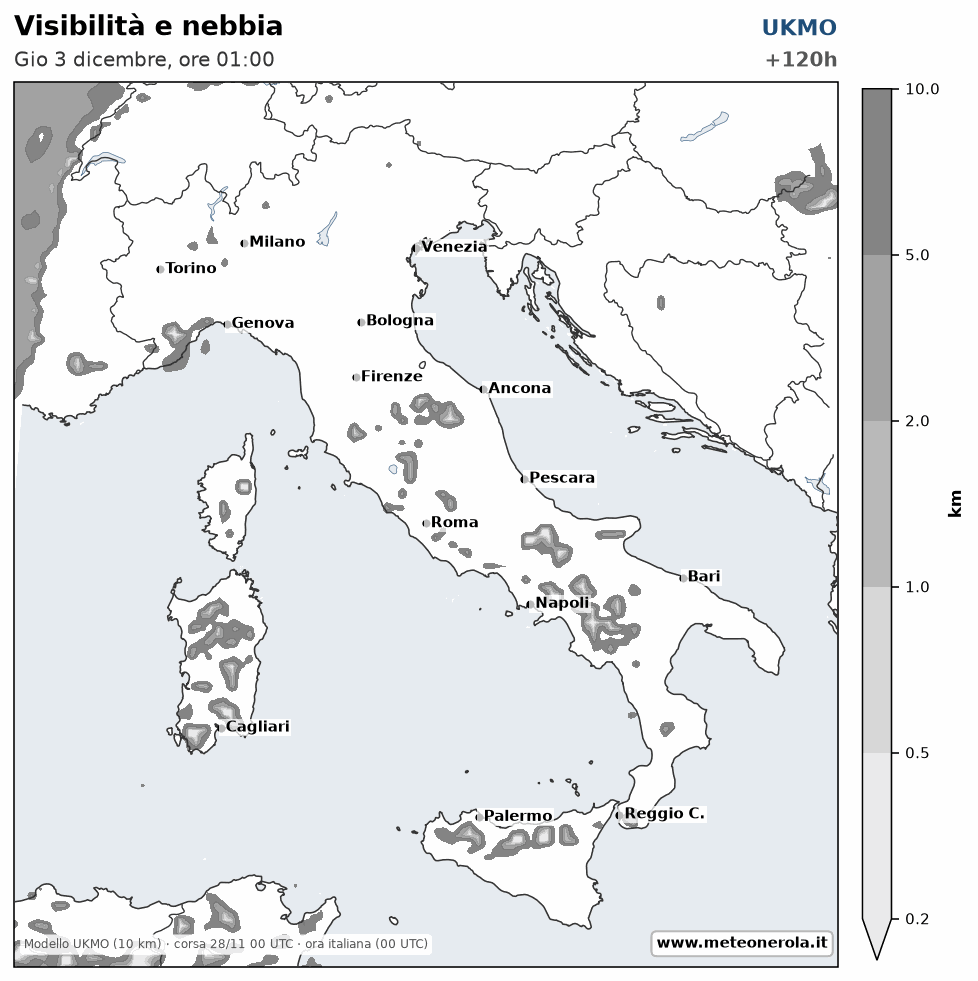 Visibilità e nebbia
UKMO
Gio 3 dicembre, ore 01:00
+120h
10.0
5.0
2.0
1.0
0.5
0.2
km
Milano
Venezia
Torino
Genova
Bologna
Firenze
Ancona
Pescara
Roma
Bari
Napoli
Cagliari
Palermo
Reggio C.
Modello UKMO (10 km) · corsa 28/11 00 UTC · ora italiana (00 UTC)
www.meteonerola.it